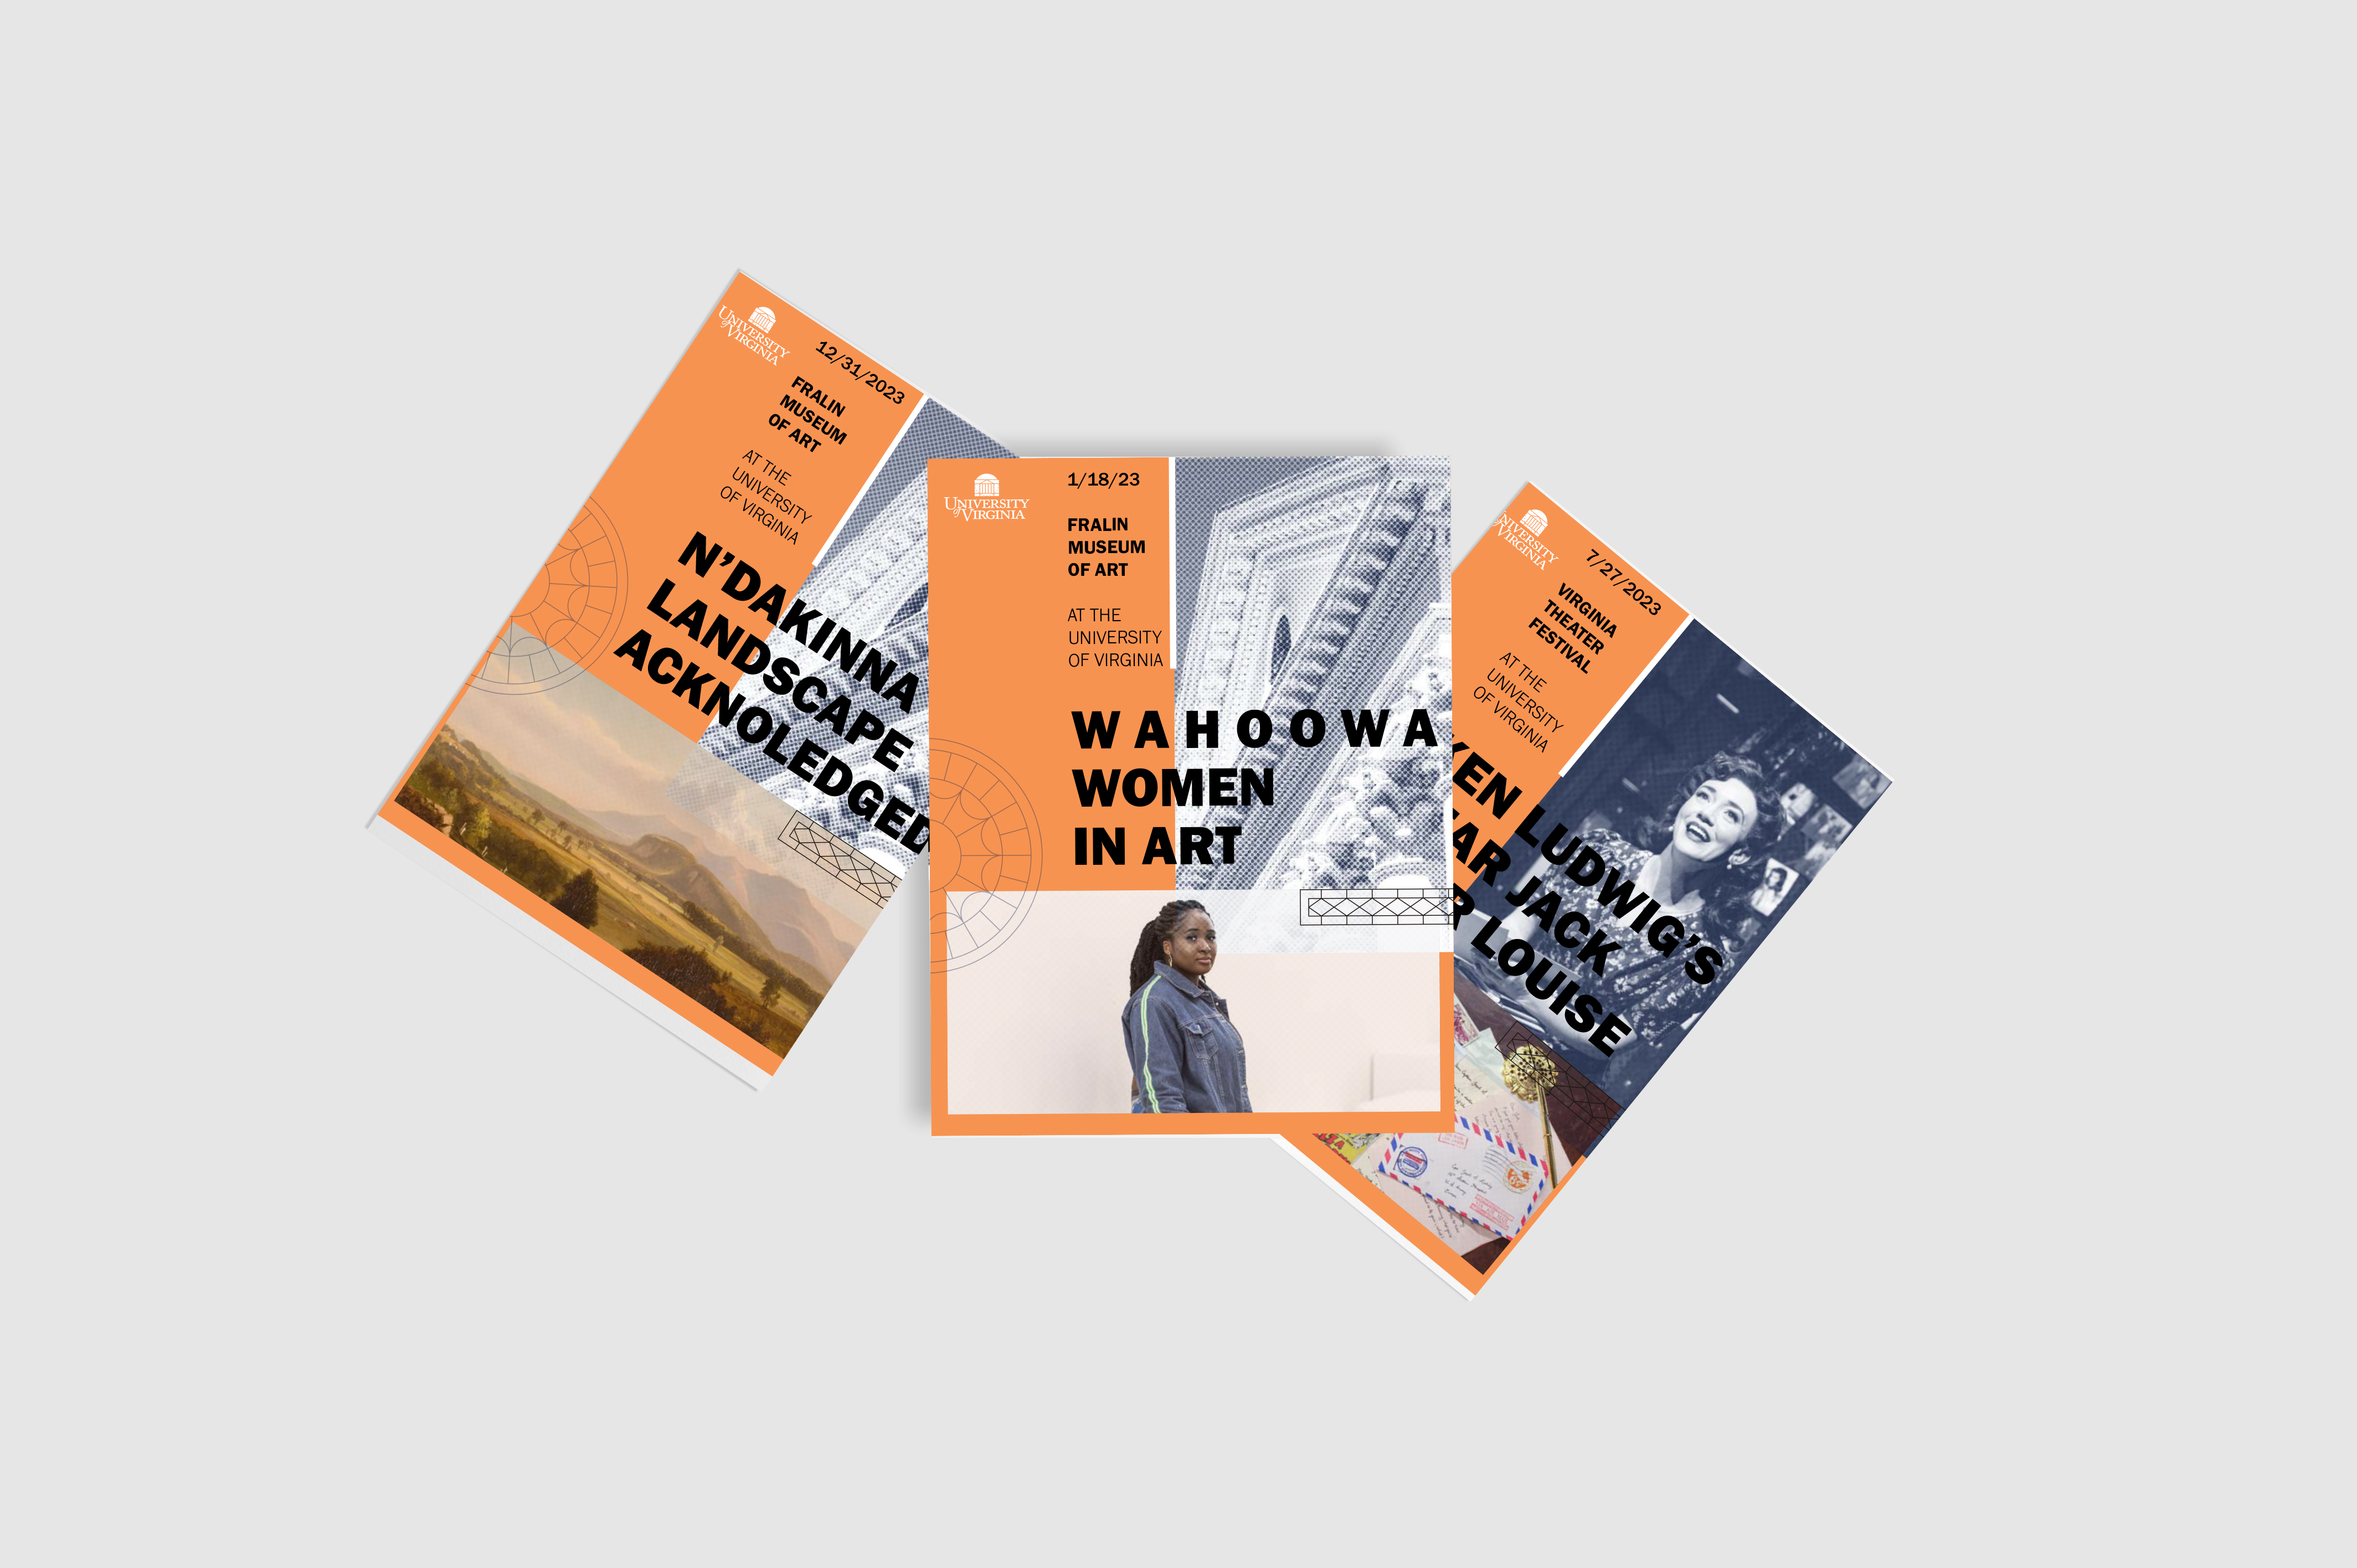 UNIVERSITY
of VIRGINIA
12/31/2023
FRALIN
MUSEUM
OF ART
AT THE
UNIVERSITY
OF VIRGINIA
N’DAKINNA
LANDSCAPE
ACKNOLEDGED
UNIVERSITY
of VIRGINIA
1/18/23
FRALIN
MUSEUM
OF ART
AT THE
UNIVERSITY
OF VIRGINIA
WAHOOWA
WOMEN
IN ART
UNIVERSITY
VIRGINIA
7/27/2023
VIRGINIA
THEATER
FESTIVAL
AT THE
UNIVERSITY
OF VIRGINIA
KEN LUDWIG’S
AR JACK
R LOUISE